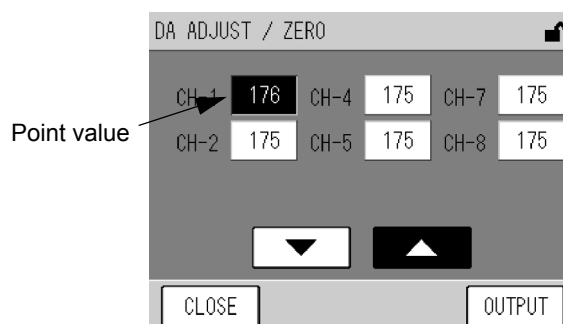 DA ADJUST / ZERO
CH-1 176 CH-4 175 CH-7 175
Point value
CH-2 175 CH-5 175 CH-8 175
CLOSE OUTPUT